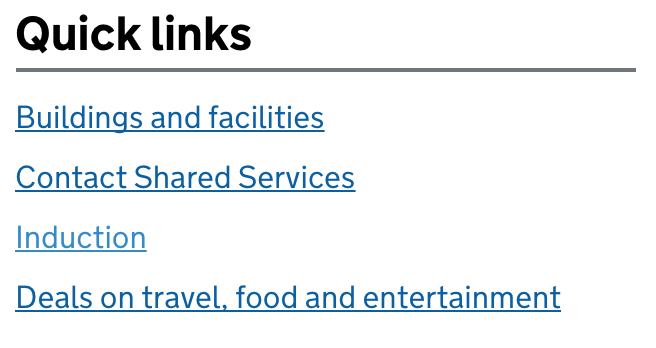 Quick links
Buildings and facilities
Contact Shared Services
Induction
Deals on travel, food and entertainment